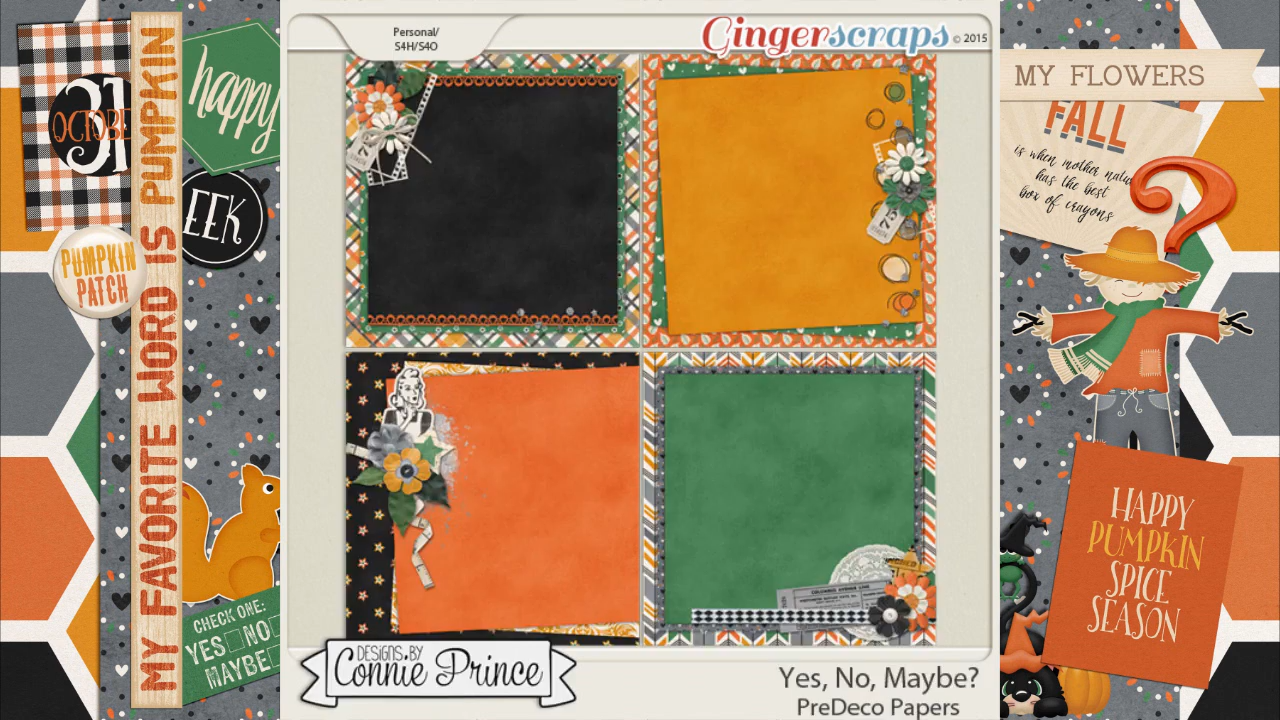 OCTOBER
31
happy
EEK
PUMPKIN
PATCH
MY FAVORITE WORD IS PUMPKIN
CHECK ONE:
YES NO
MAYBE
Personal/
S4H/S4O
Gingerscraps © 2015
75
DESIGNS BY
Connie Prince
Yes, No, Maybe?
PreDeco Papers
MY FLOWERS
FALL
is when mother
has the best
box of crayons
?
HAPPY
PUMPKIN
SPICE
SEASON